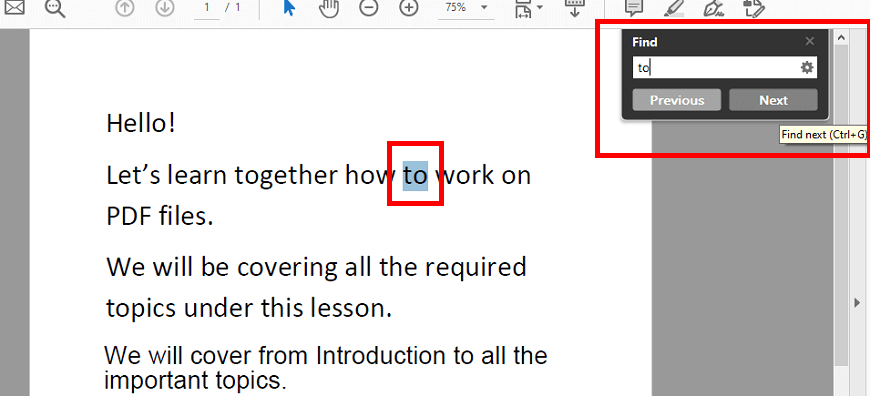 1 / 1 75%
Find
to
Previous Next
Find next (Ctrl+G)
Hello!
Let’s learn together how to work on
PDF files.
We will be covering all the required
topics under this lesson.
We will cover from Introduction to all the
important topics.